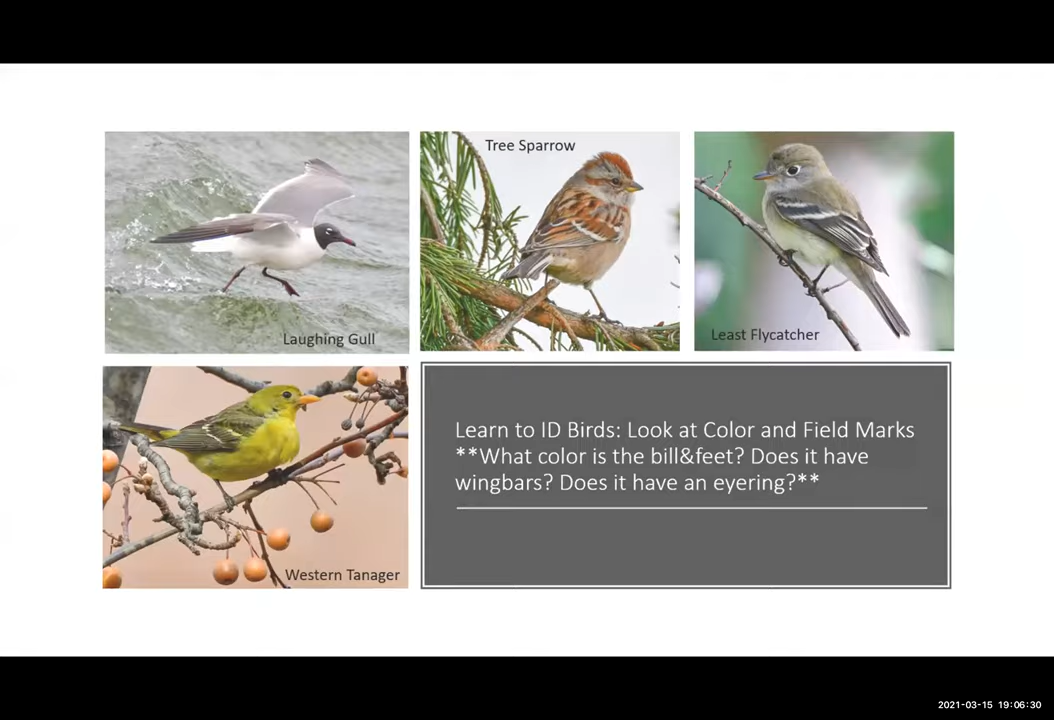 Tree Sparrow
Laughing Gull
Least Flycatcher
Western Tanager
Learn to ID Birds: Look at Color and Field Marks
**What color is the bill&feet? Does it have
wingbars? Does it have an eyering?**
2021-03-15 19:06:30